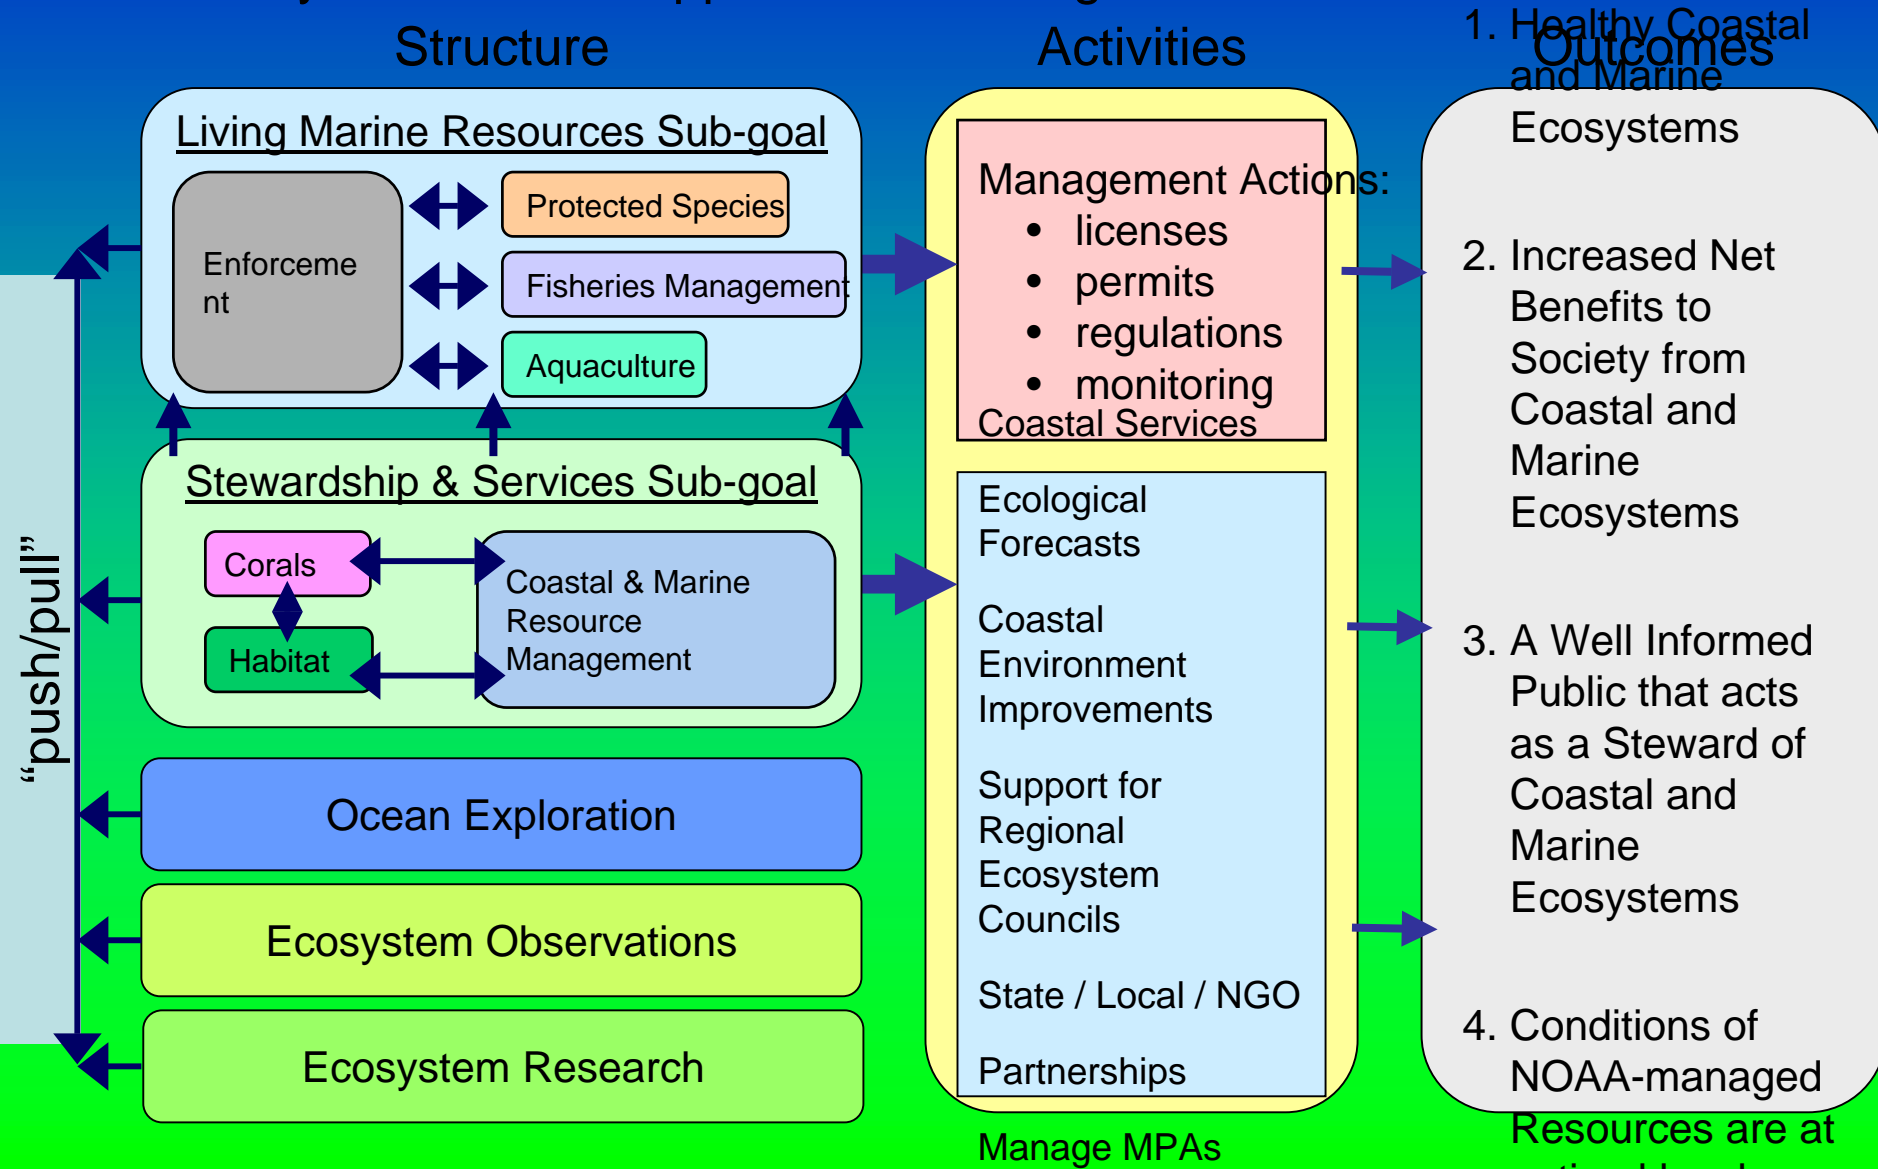 Structure
Living Marine Resources Sub-goal
Enforceme
nt
Protected Species
Fisheries Management
Aquaculture
Stewardship & Services Sub-goal
Corals
Habitat
Coastal & Marine
Resource
Management
Ocean Exploration
Ecosystem Observations
Ecosystem Research
“push/pull”
Activities
Management Actions:
• licenses
• permits
• regulations
• monitoring
Coastal Services
Ecological
Forecasts
Coastal
Environment
Improvements
Support for
Regional
Ecosystem
Councils
State / Local / NGO
Partnerships
Manage MPAs
Outcomes
1. Healthy Coastal
and Marine
Ecosystems
2. Increased Net
Benefits to
Society from
Coastal and
Marine
Ecosystems
3. A Well Informed
Public that acts
as a Steward of
Coastal and
Marine
Ecosystems
4. Conditions of
NOAA-managed
Resources are at